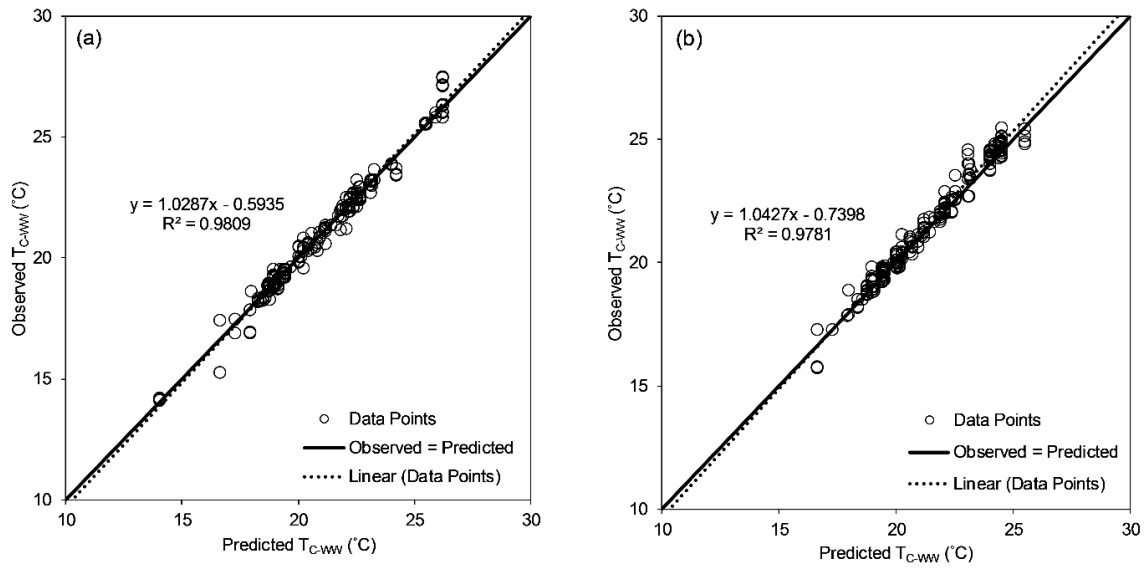 (a)
30
25
20
15
10
Observed T_C-WW (˚C)
y = 1.0287x - 0.5935
R² = 0.9809
Data Points
Observed = Predicted
Linear (Data Points)
10 15 20 25 30
Predicted T_C-WW (˚C)
(b)
30
25
20
15
10
Observed T_C-WW (˚C)
y = 1.0427x - 0.7398
R² = 0.9781
Data Points
Observed = Predicted
Linear (Data Points)
10 15 20 25 30
Predicted T_C-WW (˚C)